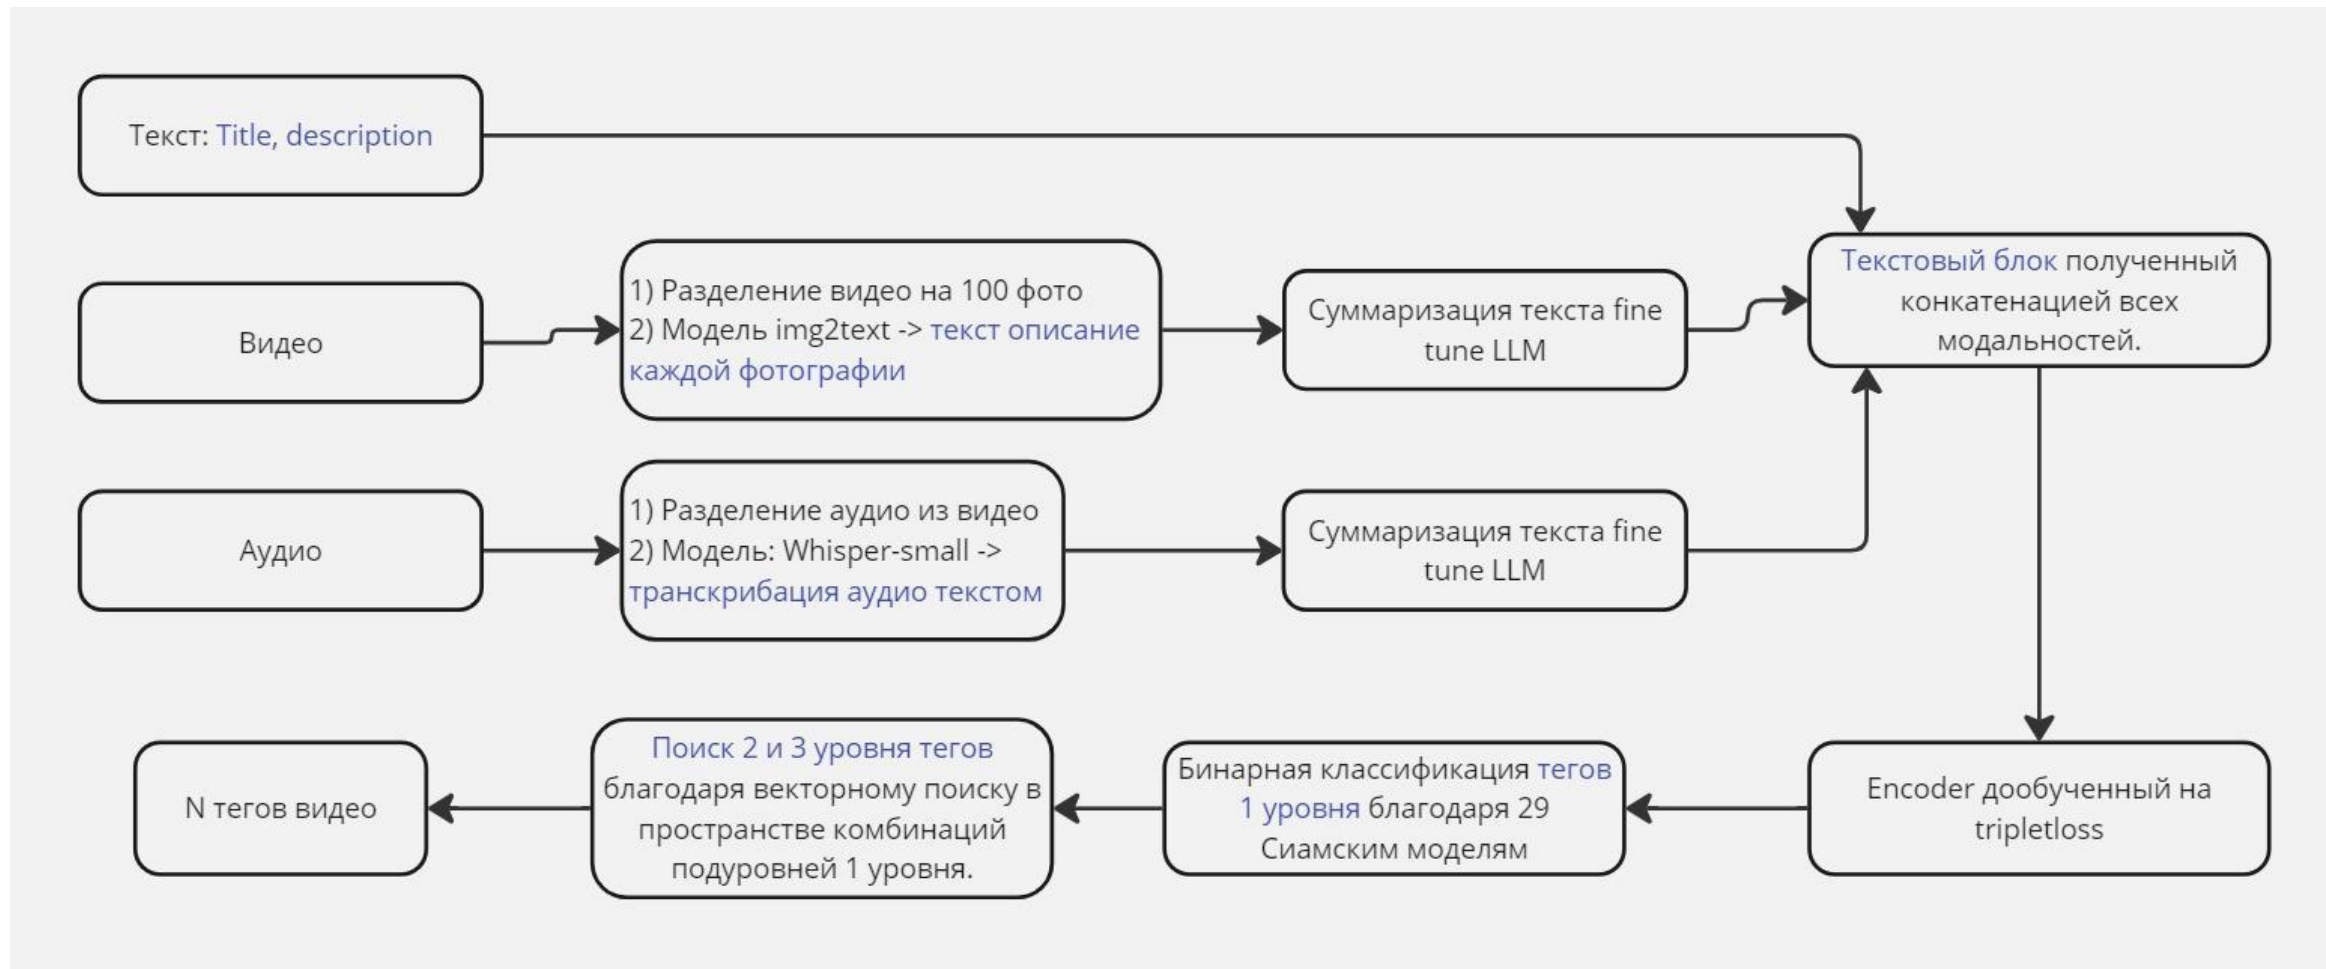 Текст: Title, description
Видео
1) Разделение видео на 100 фото
2) Модель img2text -> текст описание
каждой фотографии
Суммаризация текста fine
tune LLM
Текстовый блок полученный
конкатенацией всех
модальностей.
Аудио
1) Разделение аудио из видео
2) Модель: Whisper-small ->
транскрибация аудио текстом
Суммаризация текста fine
tune LLM
N тегов видео
Поиск 2 и 3 уровня тегов
благодаря векторному поиску в
пространстве комбинаций
подуровней 1 уровня.
Бинарная классификация тегов
1 уровня благодаря 29
Сиамским моделям
Encoder дообученный на
tripletloss